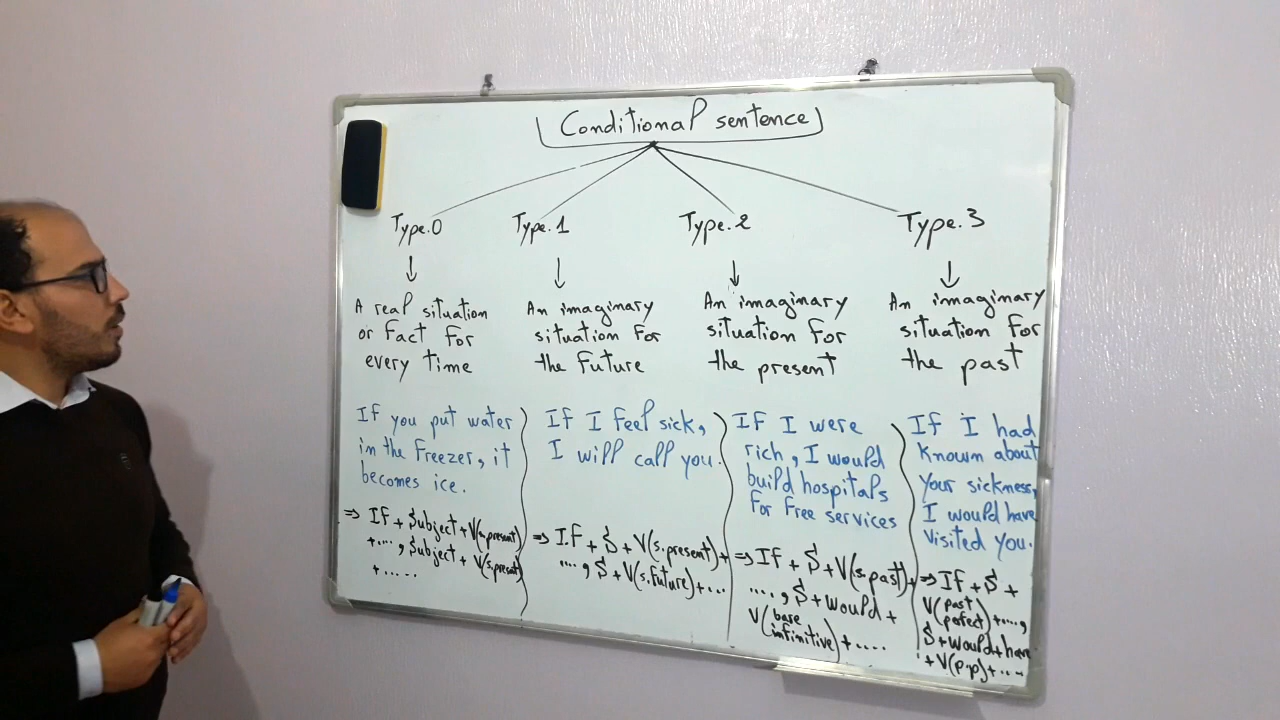 Conditional sentence
Type.0
Type.1
Type.2
Type.3
A real situation
or fact for
every time
An imaginary
situation for
the future
An imaginary
situation for
the present
An imaginary
situation for
the past
If you put water
in the freezer, it
becomes ice.
If I feel sick,
I will call you.
If I were
rich, I would
build hospitals
for free services
If I had
known about
your sickness,
I would have
visited you.
⇒ If + Subject + V(s.present)
+...., Subject + V(s.present)
+.....
⇒ I.f + S + V(s.present) +
...., S + V(s.future) + ...
⇒ If + S + V(s.past) +
...., S + would +
V (base
infinitive) + ....
⇒ If + S +
V (past
perfect) + ....,
S + would + have
+ V(p.p) + ....